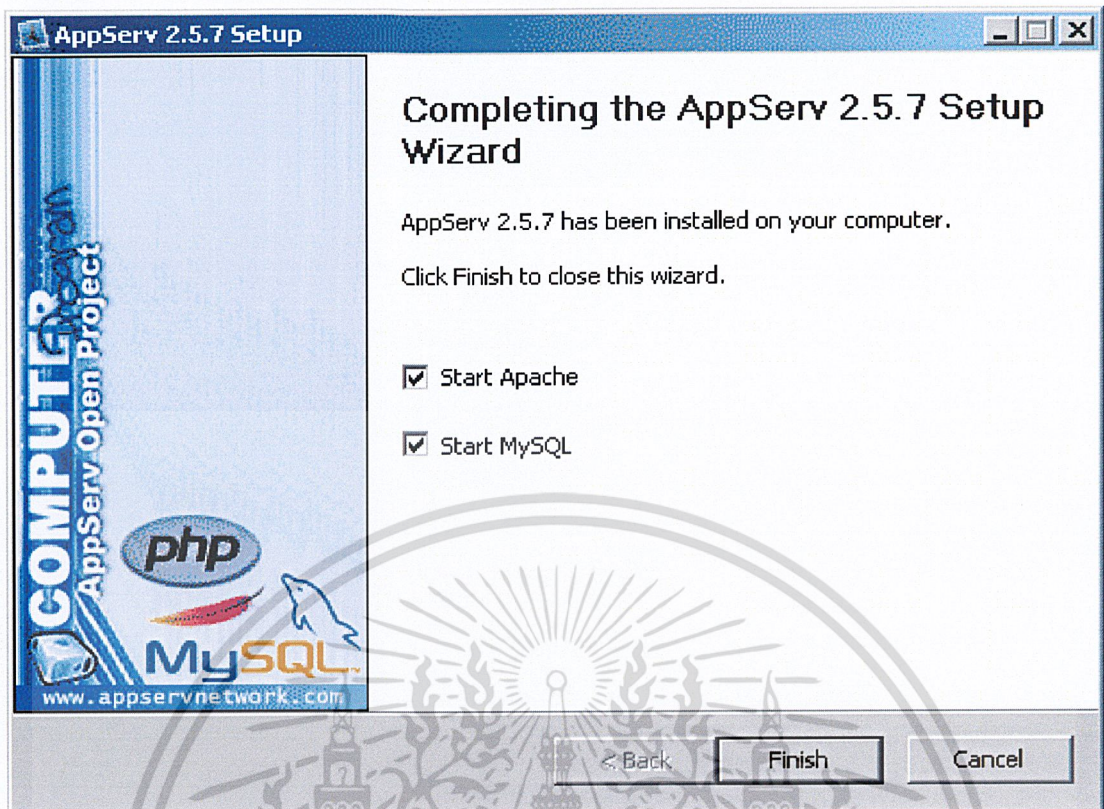 AppServ 2.5.7 Setup
Completing the AppServ 2.5.7 Setup
Wizard
AppServ 2.5.7 has been installed on your computer.
Click Finish to close this wizard.
Start Apache
Start MySQL
COMPUTER
Program
AppServ Open Project
php
MySQL
www.appservnetwork.com
< Back
Finish
Cancel